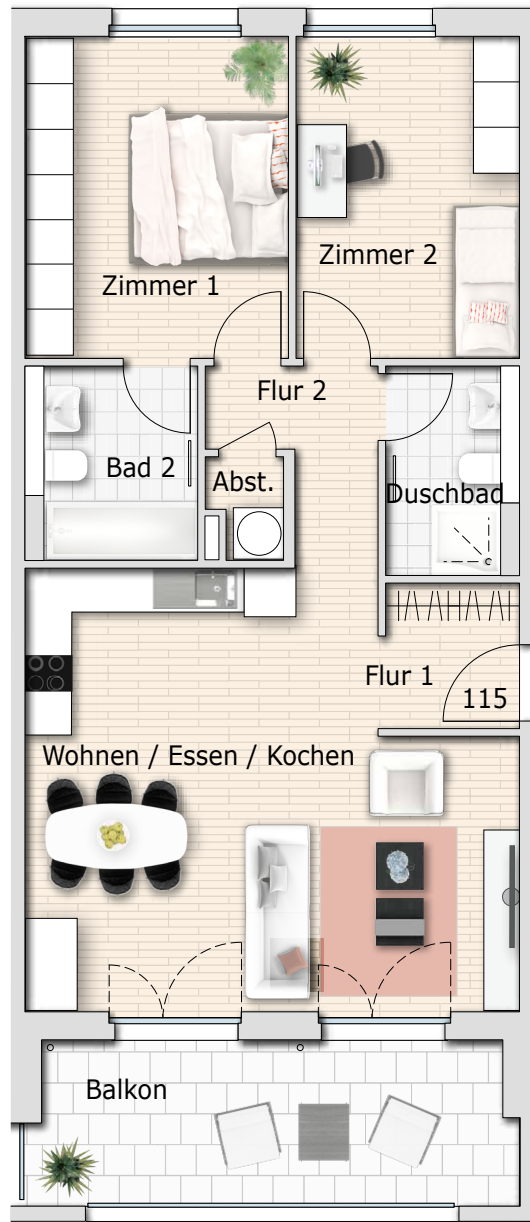 Zimmer 2
Zimmer 1
Flur 2
Bad 2
Abst.
Duschbad
Flur 1
115
Wohnen / Essen / Kochen
Balkon